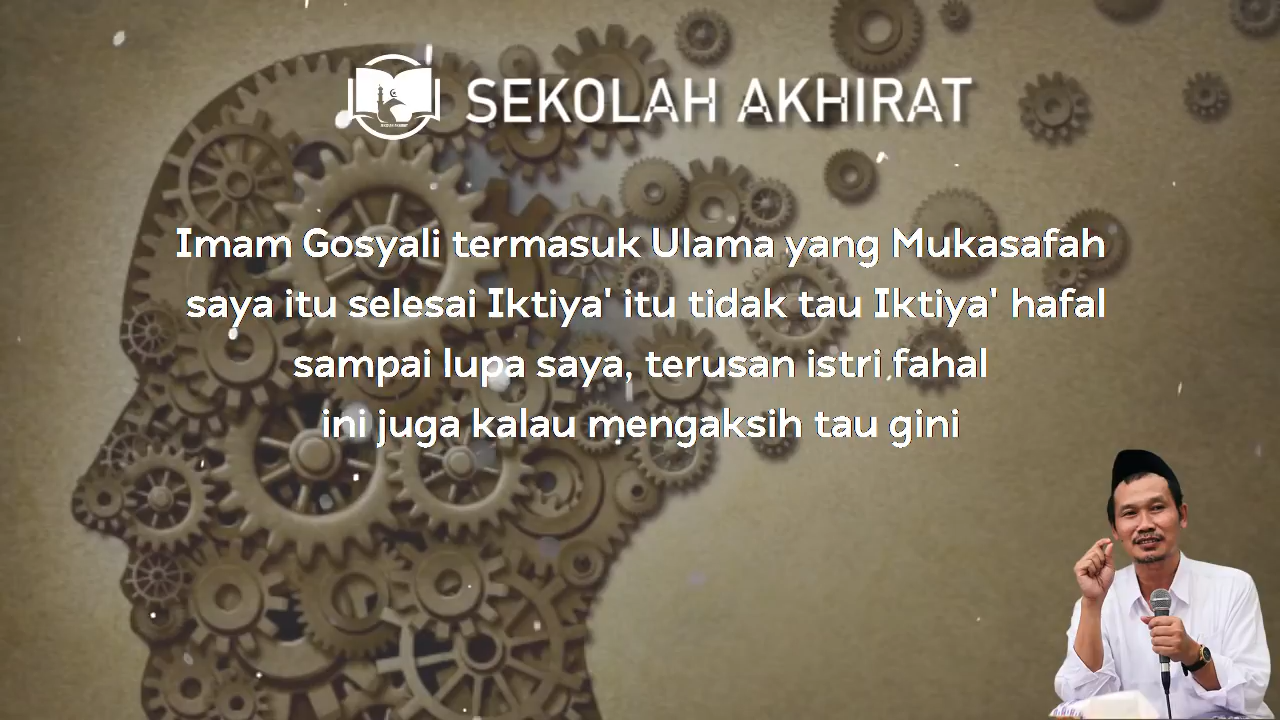 SEKOLAH AKHIRAT
Imam Gosyali termasuk Ulama yang Mukasafah
saya itu selesai Iktiya' itu tidak tau Iktiya' hafal
sampai lupa saya, terusan istri fahal
ini juga kalau mengaksih tau gini